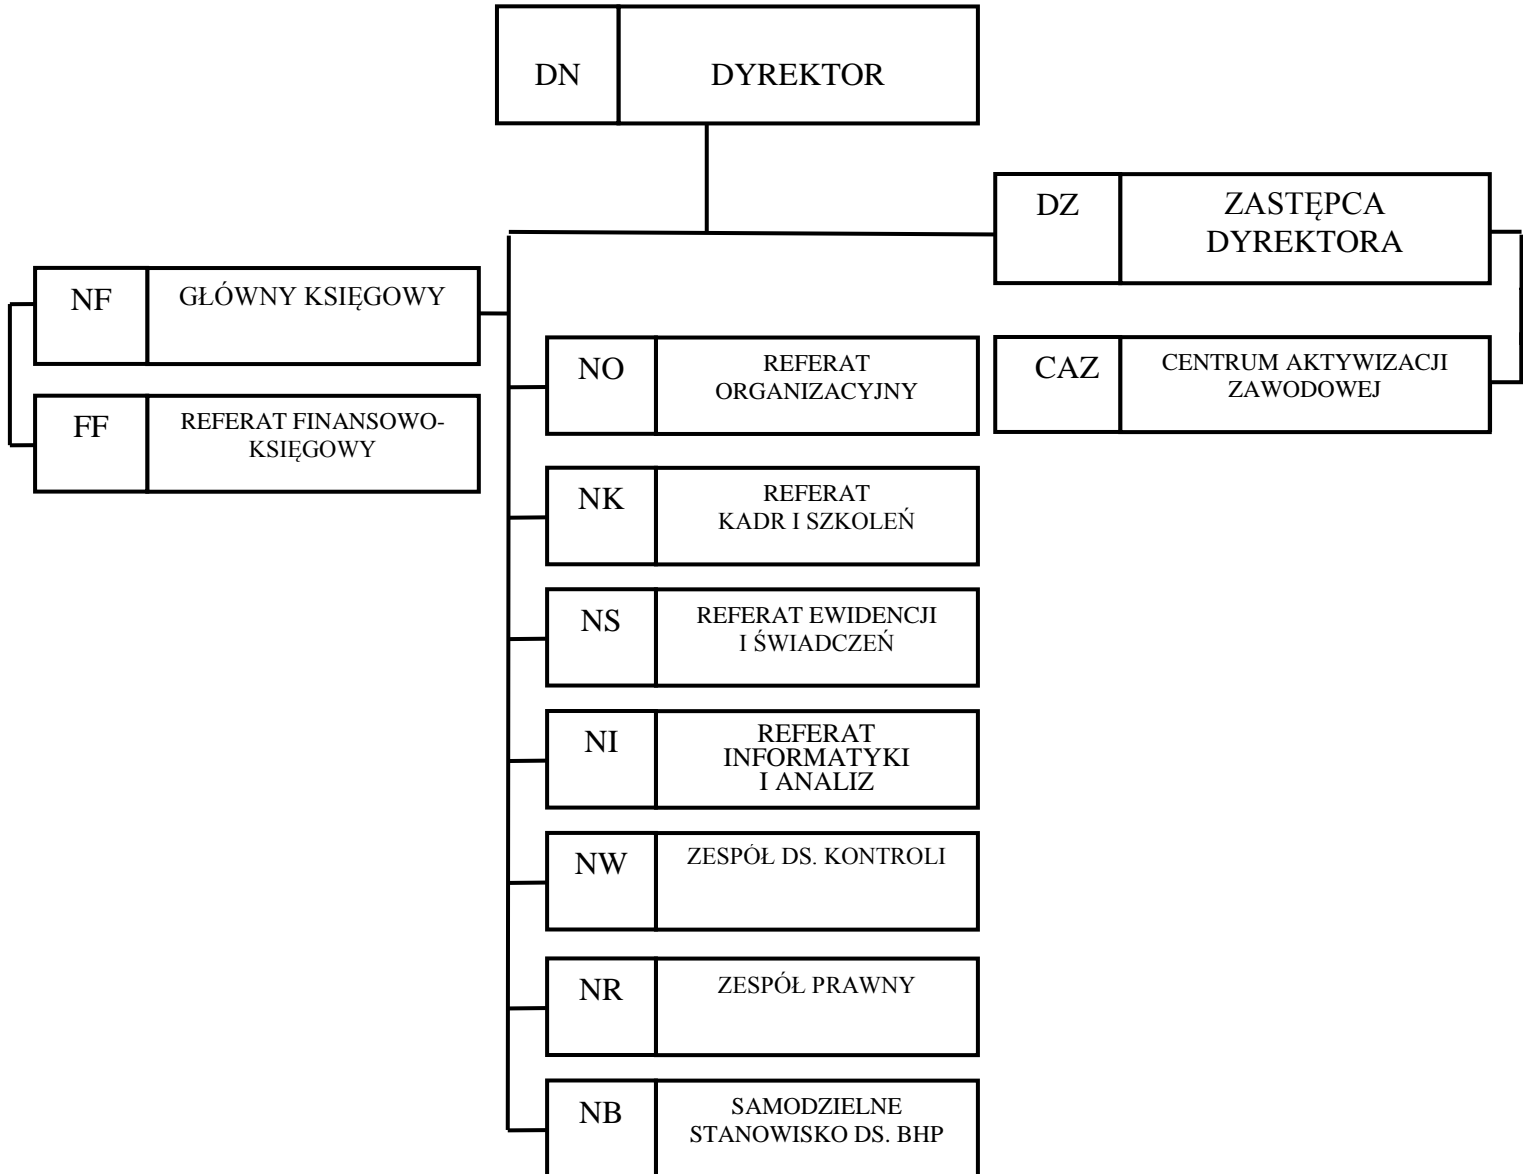 DN
DYREKTOR
DZ
ZASTĘPCA
DYREKTORA
NF
GŁÓWNY KSIĘGOWY
FF
REFERAT FINANSOWO-
KSIĘGOWY
NO
REFERAT
ORGANIZACYJNY
CAZ
CENTRUM AKTYWIZACJI
ZAWODOWEJ
NK
REFERAT
KADR I SZKOLEŃ
NS
REFERAT EWIDENCJI
I ŚWIADCZEŃ
NI
REFERAT
INFORMATYKI
I ANALIZ
NW
ZESPÓŁ DS. KONTROLI
NR
ZESPÓŁ PRAWNY
NB
SAMODZIELNE
STANOWISKO DS. BHP